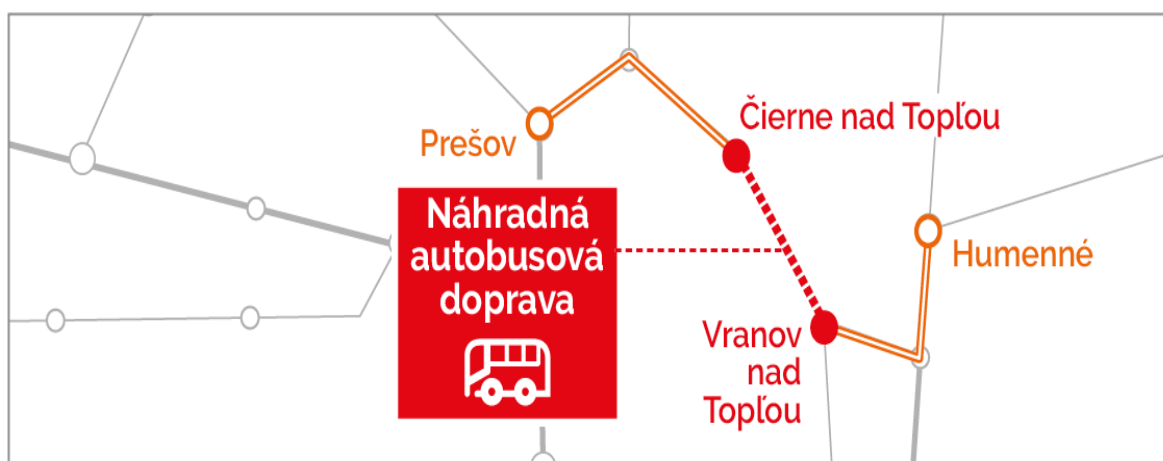 Čierne nad Topľou
Prešov
Náhradná
autobusová
doprava
Humenné
Vranov
nad
Topľou